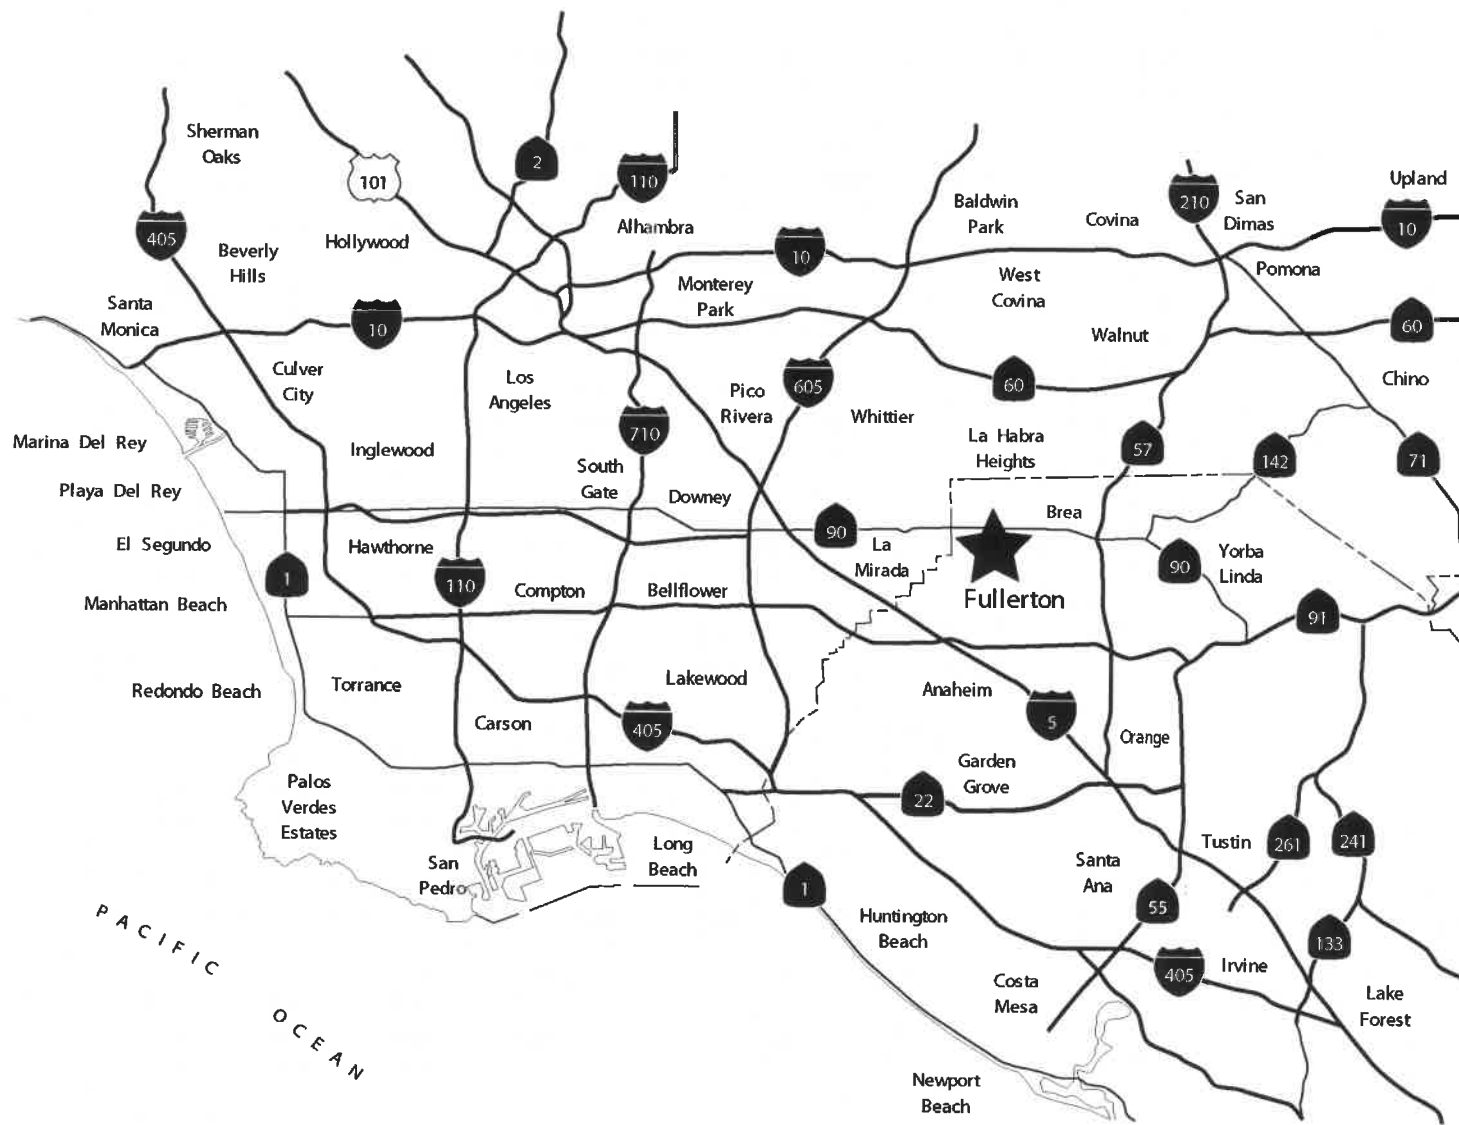 Sherman
Oaks
101
2
110
405
Beverly
Hills
Hollywood
Alhambra
10
Baldwin
Park
Covina
210
San
Dimas
Upland
10
Pomona
Santa
Monica
10
Monterey
Park
West
Covina
Walnut
60
Culver
City
Los
Angeles
Pico
Rivera
605
Whittier
60
Chino
Marina Del Rey
Inglewood
710
La Habra
Heights
57
142
71
Playa Del Rey
South
Gate
Downey
90
Brea
El Segundo
Hawthorne
La
Mirada
90
Yorba
Linda
1
110
Compton
Bellflower
Fullerton
91
Manhattan Beach
Redondo Beach
Torrance
Lakewood
Anaheim
Carson
405
5
Orange
Palos
Verdes
Estates
Garden
Grove
22
San
Pedro
Long
Beach
1
Santa
Ana
Tustin
261
241
55
Huntington
Beach
133
PACIFIC
OCEAN
Costa
Mesa
405
Irvine
Lake
Forest
Newport
Beach